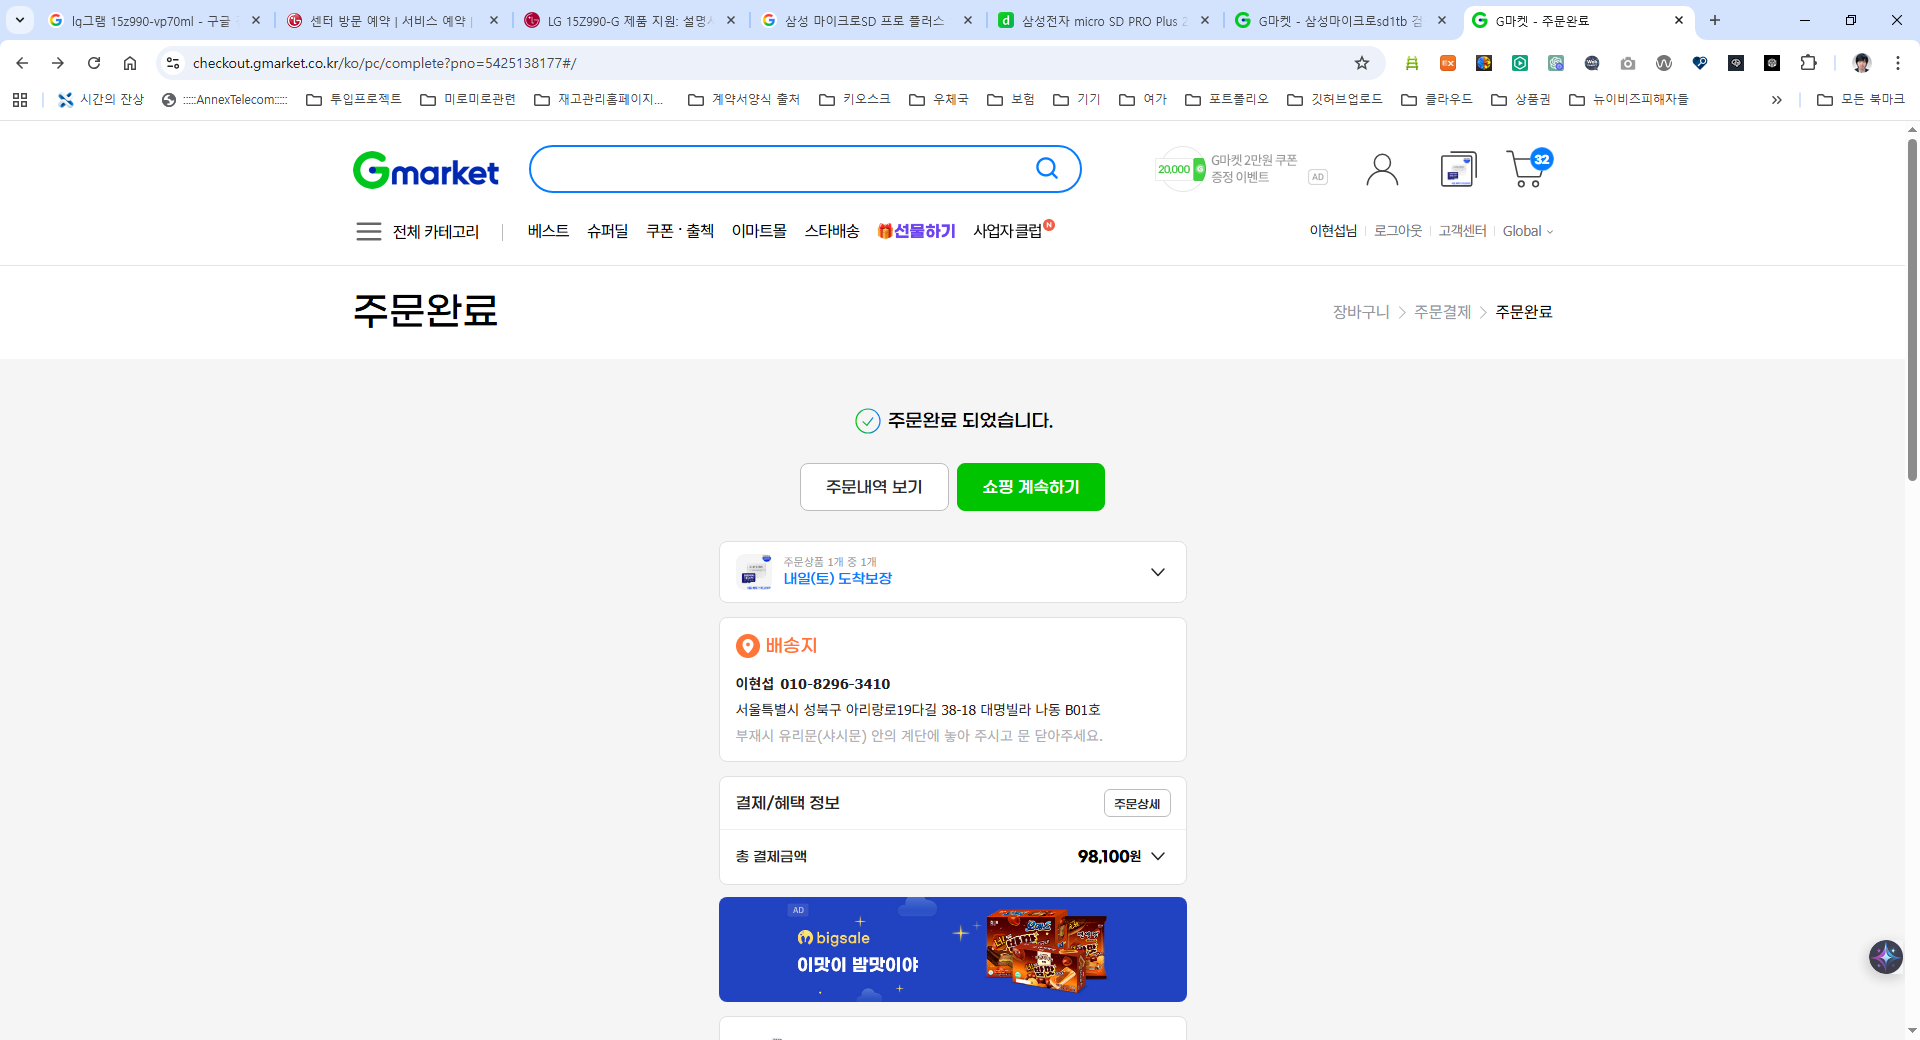 lq그램 15z990-vp70ml - 구글
센터 방문 예약 | 서비스 예약 |
LG 15Z990-G 제품 지원: 설명서
삼성 마이크로SD 프로 플러스
삼성전자 micro SD PRO Plus 2
G마켓 - 삼성마이크로sd1tb 검
G마켓 - 주문완료
checkout.gmarket.co.kr/ko/pc/complete?pno=5425138177#/
시간의 잔상
:::::AnnexTelecom:::::
투입프로젝트
미로미로관련
재고관리홈페이지...
계약서양식 출처
키오스크
우체국
보험
기기
여가
포트폴리오
깃허브업로드
클라우드
상품권
뉴이비즈피해자들
모든 북마크
Gmarket
20,000 G
G마켓 2만원 쿠폰
증정 이벤트
AD
32
전체 카테고리
베스트
슈퍼딜
쿠폰·출첵
이마트몰
스타배송
선물하기
사업자클럽 N
이현섭님
로그아웃
고객센터
Global
주문완료
장바구니 > 주문결제 > 주문완료
주문완료 되었습니다.
주문내역 보기
쇼핑 계속하기
주문상품 1개 중 1개
내일(토) 도착보장
배송지
이현섭 010-8296-3410
서울특별시 성북구 아리랑로19다길 38-18 대명빌라 나동 B01호
부재시 유리문(샤시문) 안의 계단에 놓아 주시고 문 닫아주세요.
결제/혜택 정보
주문상세
총 결제금액
98,100원
AD
bigsale
이맛이 밤맛이야